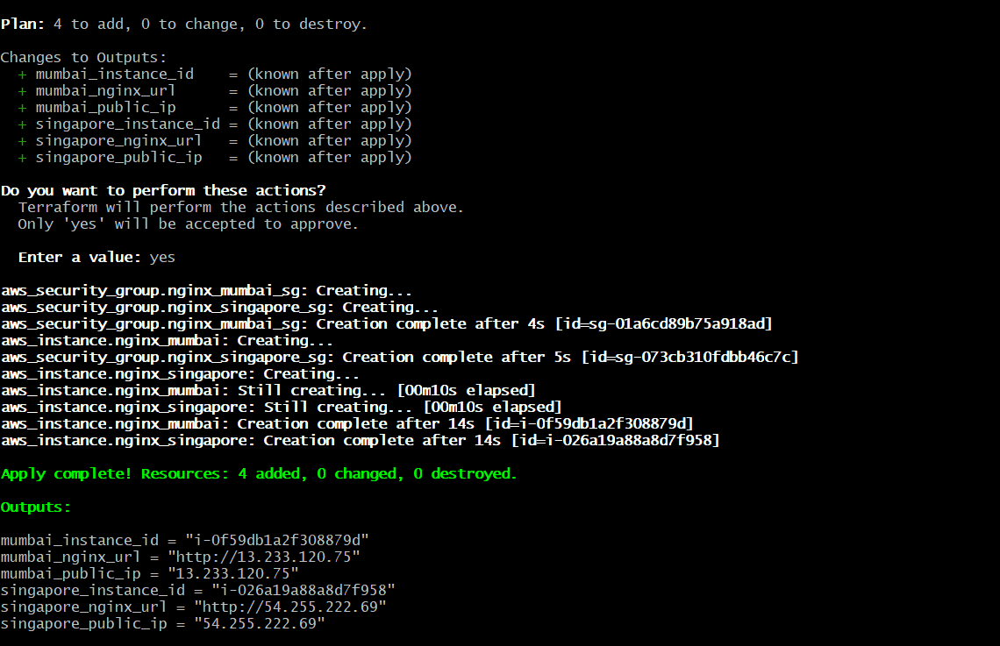 Plan: 4 to add, 0 to change, 0 to destroy.
Changes to Outputs:
  + mumbai_instance_id    = (known after apply)
  + mumbai_nginx_url      = (known after apply)
  + mumbai_public_ip      = (known after apply)
  + singapore_instance_id = (known after apply)
  + singapore_nginx_url   = (known after apply)
  + singapore_public_ip   = (known after apply)
Do you want to perform these actions?
  Terraform will perform the actions described above.
  Only 'yes' will be accepted to approve.
  Enter a value: yes
aws_security_group.nginx_mumbai_sg: Creating...
aws_security_group.nginx_singapore_sg: Creating...
aws_security_group.nginx_mumbai_sg: Creation complete after 4s [id=sg-01a6cd89b75a918ad]
aws_instance.nginx_mumbai: Creating...
aws_security_group.nginx_singapore_sg: Creation complete after 5s [id=sg-073cb310fdbb46c7c]
aws_instance.nginx_singapore: Creating...
aws_instance.nginx_mumbai: Still creating... [00m10s elapsed]
aws_instance.nginx_singapore: Still creating... [00m10s elapsed]
aws_instance.nginx_mumbai: Creation complete after 14s [id=i-0f59db1a2f308879d]
aws_instance.nginx_singapore: Creation complete after 14s [id=i-026a19a88a8d7f958]
Apply complete! Resources: 4 added, 0 changed, 0 destroyed.
Outputs:
mumbai_instance_id = "i-0f59db1a2f308879d"
mumbai_nginx_url = "http://13.233.120.75"
mumbai_public_ip = "13.233.120.75"
singapore_instance_id = "i-026a19a88a8d7f958"
singapore_nginx_url = "http://54.255.222.69"
singapore_public_ip = "54.255.222.69"